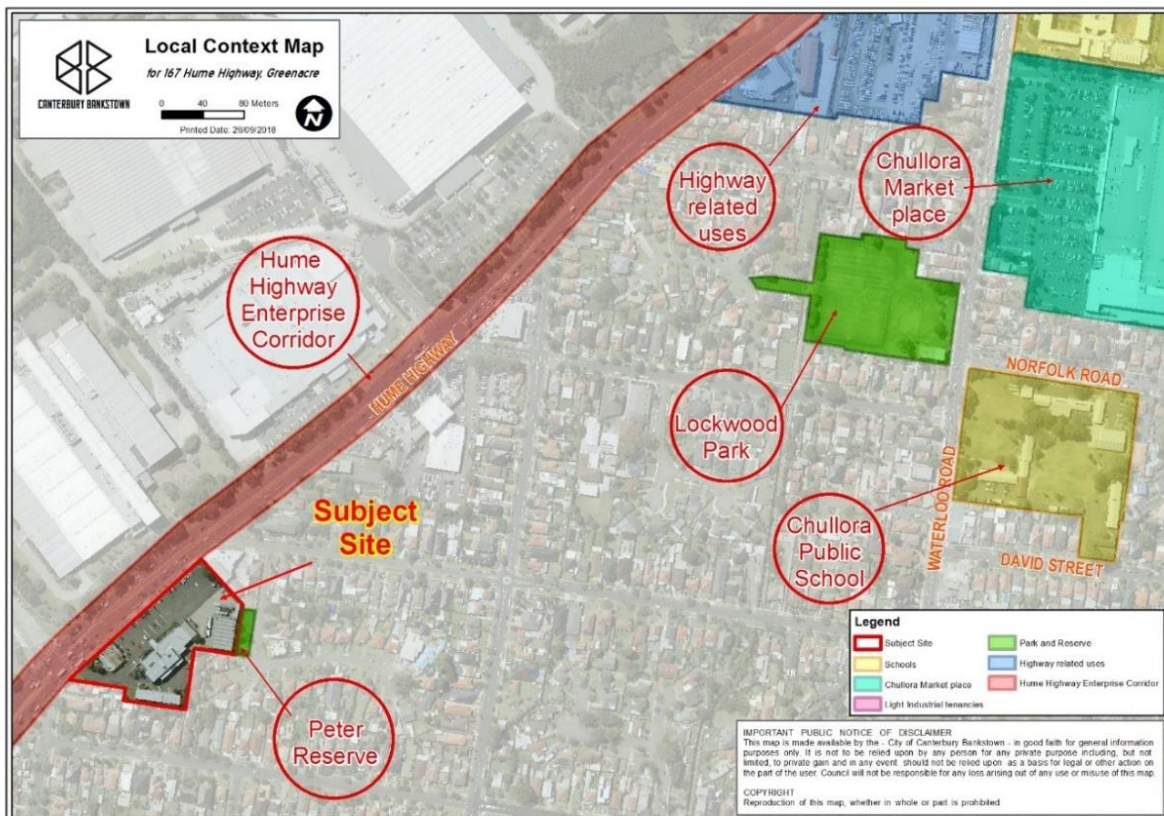 Local Context Map
for 167 Hume Highway, Greenacre
CANTERBURY BANKSTOWN
0 40 80 Meters
N
Printed Date: 26/09/2018
Highway
related
uses
Chullora
Market
place
Hume
Highway
Enterprise
Corridor
HUME HIGHWAY
Lockwood
Park
NORFOLK ROAD
WATERLOO ROAD
Chullora
Public
School
DAVID STREET
Subject
Site
Peter
Reserve
Legend
Subject Site
Schools
Chullora Market place
Light Industrial tenancies
Park and Reserve
Highway related uses
Hume Highway Enterprise Corridor
IMPORTANT PUBLIC NOTICE OF DISCLAIMER
This map is made available by the - City of Canterbury Bankstown - in good faith for general information
purposes only. It is not to be relied upon by any person for any private purpose including, but not
limited, to private gain and in any event should not be relied upon as a basis for legal or other action on
the part of the user. Council will not be responsible for any loss arising out of any use or misuse of this map.
COPYRIGHT
Reproduction of this map, whether in whole or part is prohibited